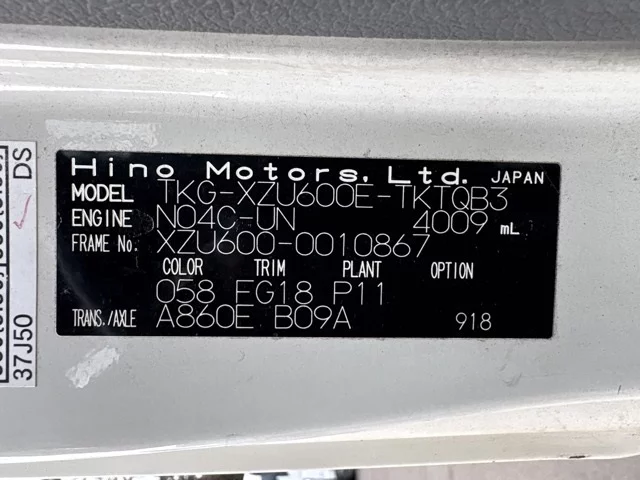 Hino Motors, Ltd. JAPAN
MODEL TKG-XZU600E-TKTQB3
ENGINE N04C-UN 4009 mL
FRAME No. XZU600-0010867
COLOR TRIM PLANT OPTION
058 EG18 P11
TRANS./AXLE A860E B09A 918
DS
37J50